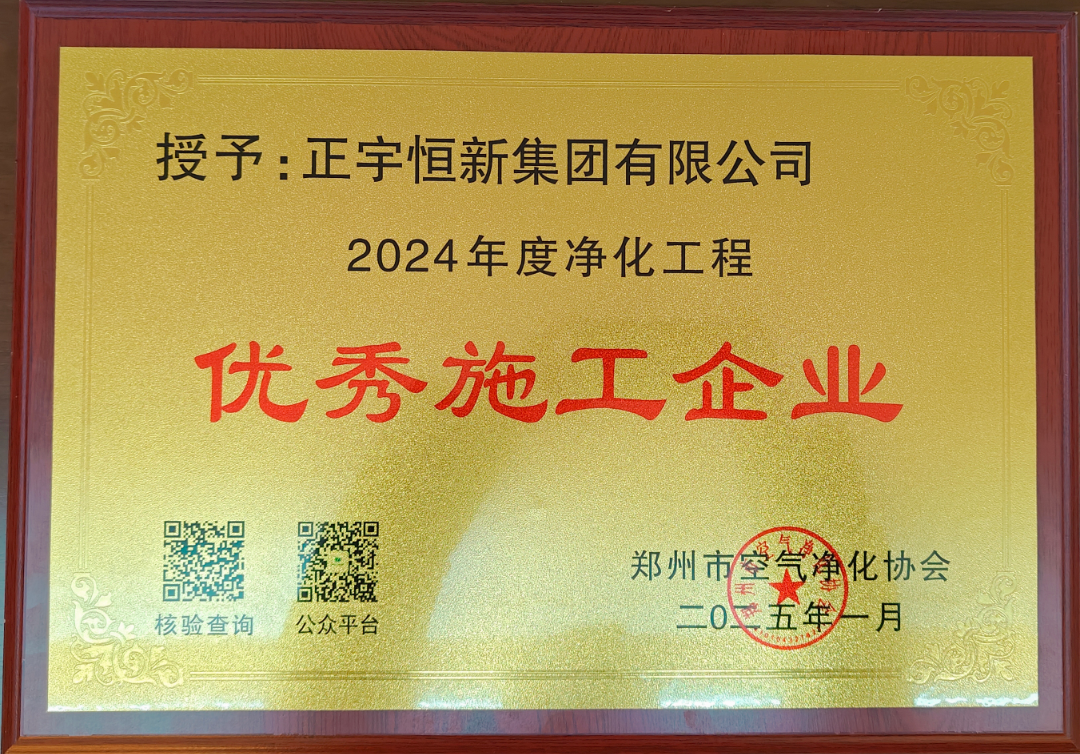 授予：正宇恒新集团有限公司
2024年度净化工程
优秀施工企业
核验查询
公众平台
郑州市空气净化协会
二0二五年一月